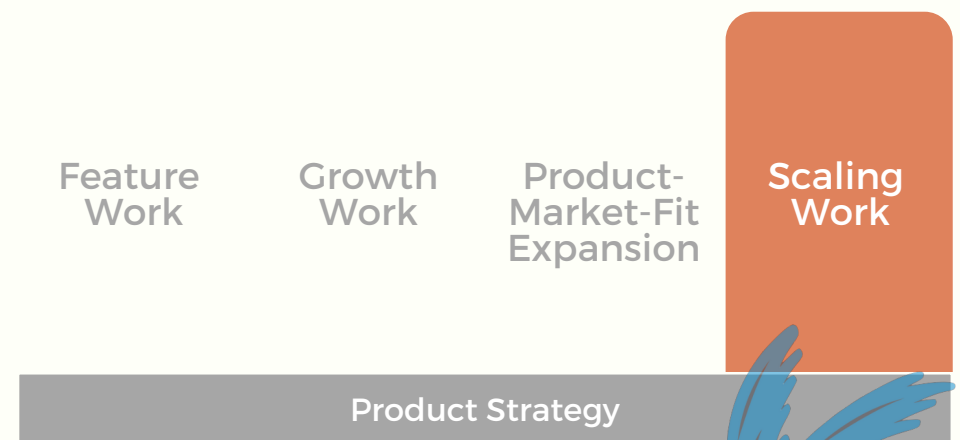 Feature
Work
Growth
Work
Product-
Market-Fit
Expansion
Scaling
Work
Product Strategy